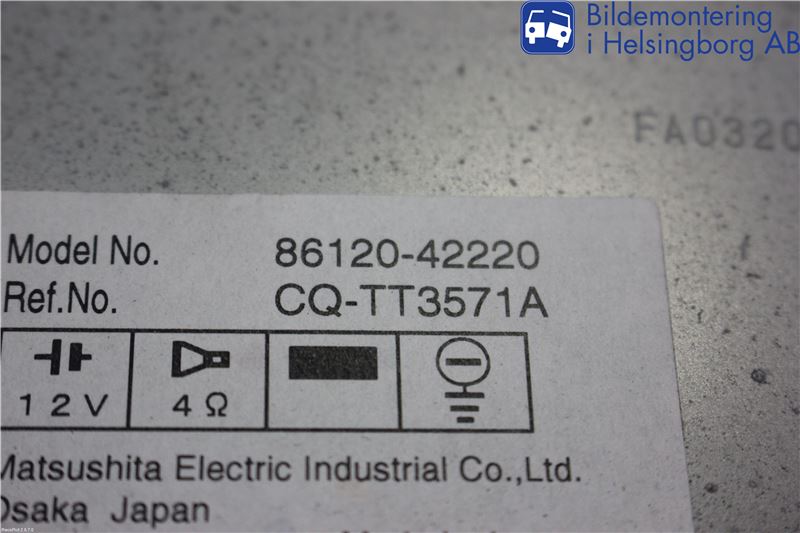 Bildemontering
i Helsingborg AB
FA0320
Model No. 86120-42220
Ref.No. CQ-TT3571A
12V 4Ω
Matsushita Electric Industrial Co.,Ltd.
Osaka Japan